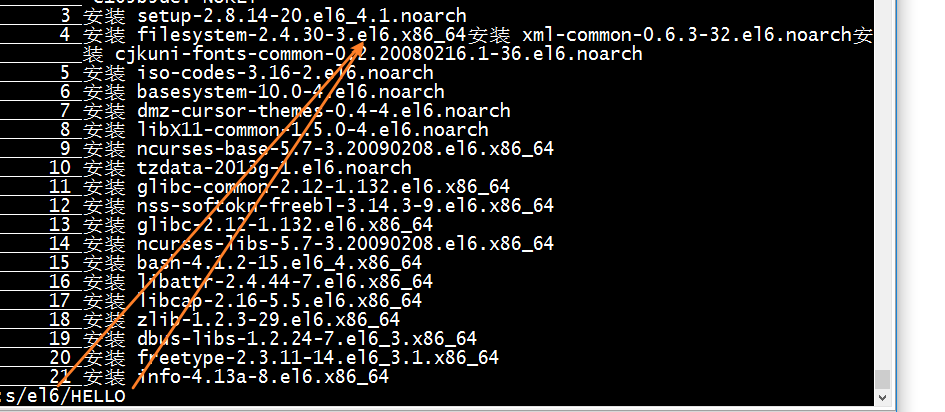 3 安装 setup-2.8.14-20.el6_4.1.noarch
4 安装 filesystem-2.4.30-3.el6.x86_64安装 xml-common-0.6.3-32.el6.noarch安
装 cjkuni-fonts-common-0.2.20080216.1-36.el6.noarch
5 安装 iso-codes-3.16-2.el6.noarch
6 安装 basesystem-10.0-4.el6.noarch
7 安装 dmz-cursor-themes-0.4-4.el6.noarch
8 安装 libX11-common-1.5.0-4.el6.noarch
9 安装 ncurses-base-5.7-3.20090208.el6.x86_64
10 安装 tzdata-2013g-1.el6.noarch
11 安装 glibc-common-2.12-1.132.el6.x86_64
12 安装 nss-softokn-freebl-3.14.3-9.el6.x86_64
13 安装 glibc-2.12-1.132.el6.x86_64
14 安装 ncurses-libs-5.7-3.20090208.el6.x86_64
15 安装 bash-4.1.2-15.el6_4.x86_64
16 安装 libattr-2.4.44-7.el6.x86_64
17 安装 libcap-2.16-5.5.el6.x86_64
18 安装 zlib-1.2.3-29.el6.x86_64
19 安装 dbus-libs-1.2.24-7.el6_3.x86_64
20 安装 freetype-2.3.11-14.el6_3.1.x86_64
21 安装 info-4.13a-8.el6.x86_64
:s/el6/HELLO